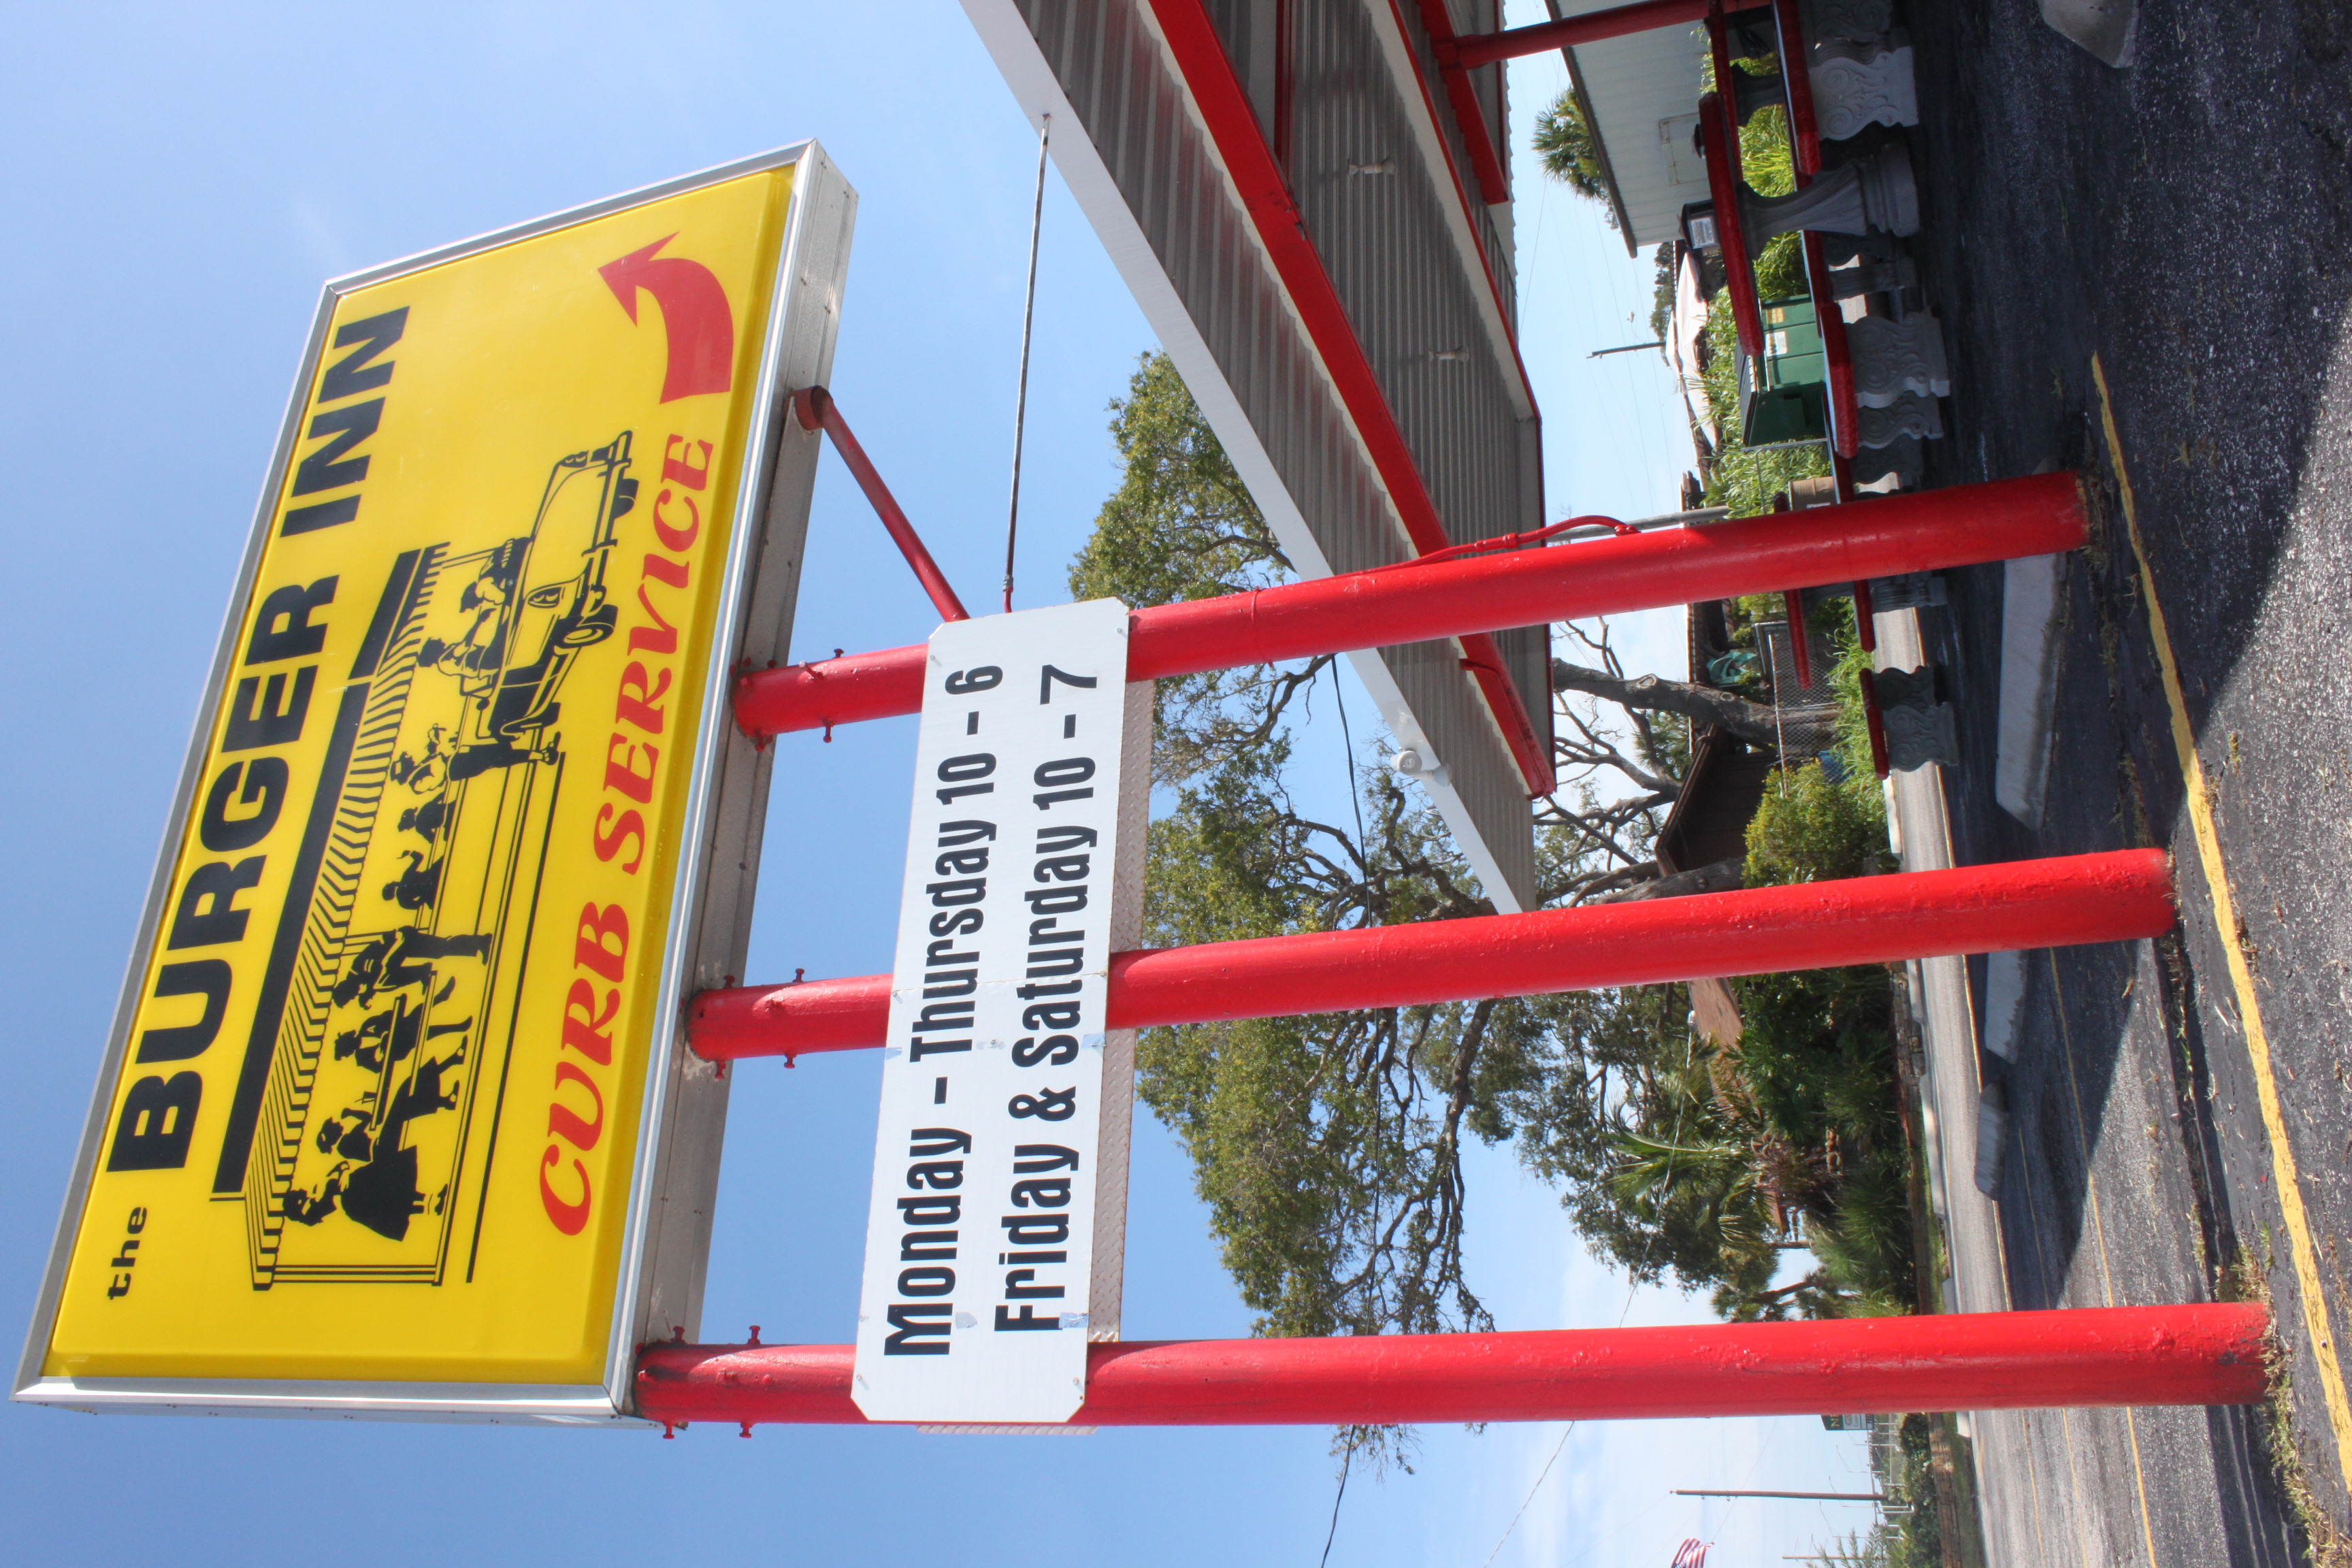 the BURGER INN
CURB SERVICE
Monday - Thursday 10 - 6
Friday & Saturday 10 - 7